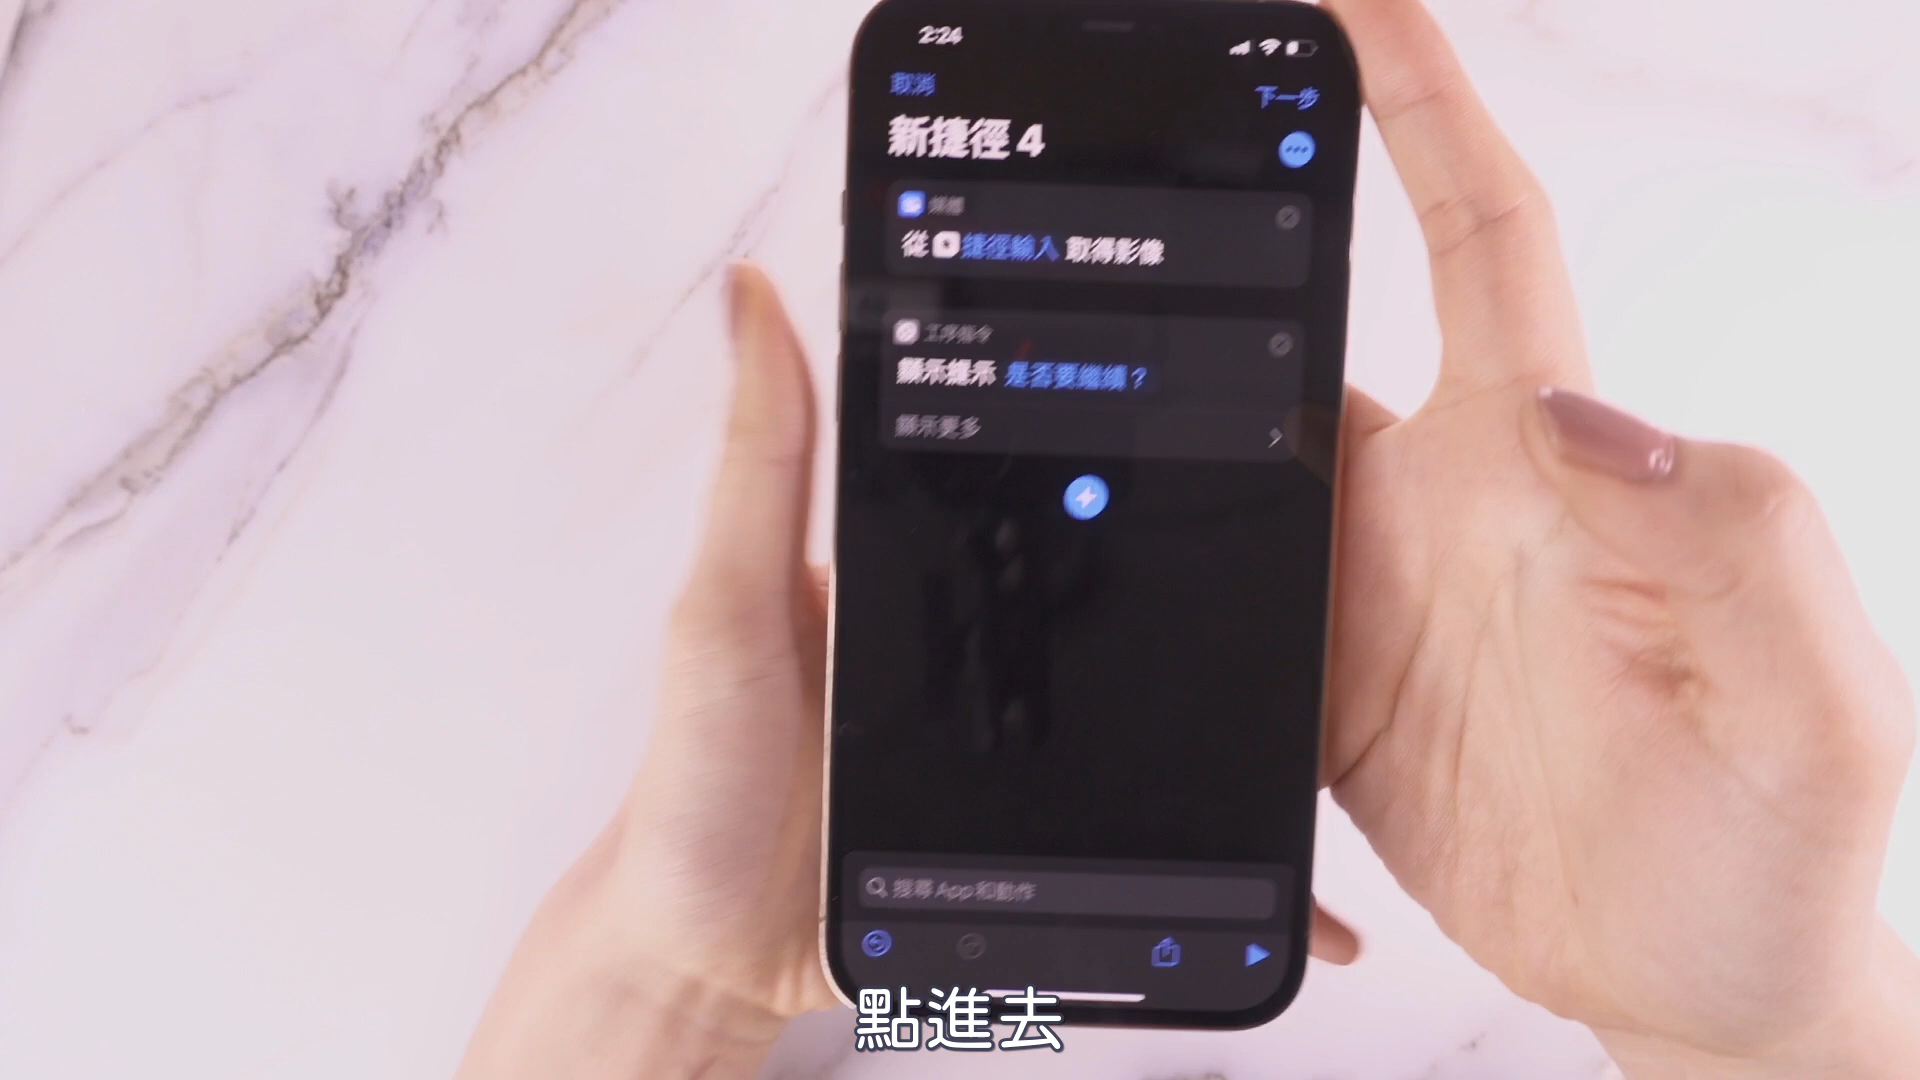 2:24
取消
下一步
新捷徑 4
媒體
從 捷徑輸入 取得影像
工序指令
顯示提示 是否要繼續？
顯示更多
搜尋 App 和動作
點進去